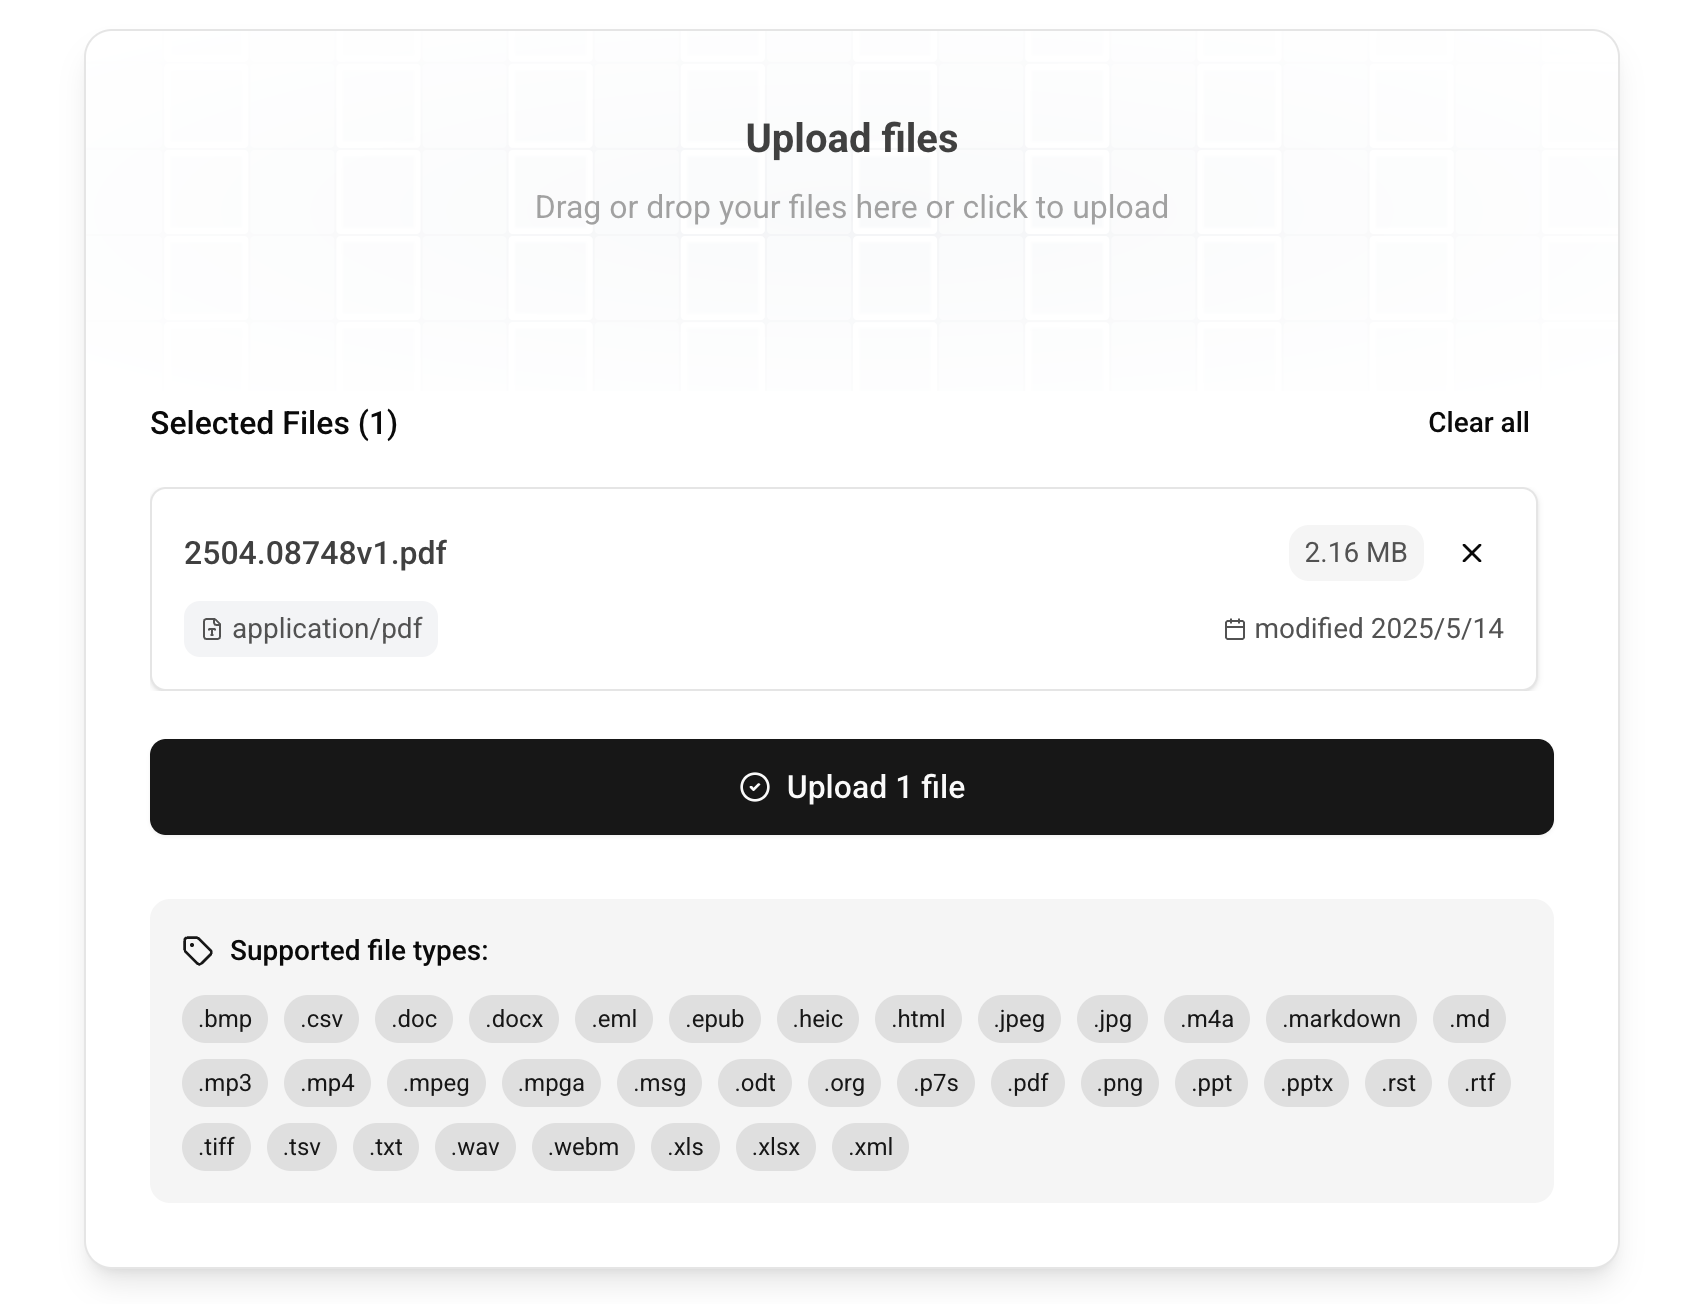 Upload files
Drag or drop your files here or click to upload
Selected Files (1)
Clear all
2504.08748v1.pdf
2.16 MB
application/pdf
modified 2025/5/14
Upload 1 file
Supported file types:
.bmp .csv .doc .docx .eml .epub .heic .html .jpeg .jpg .m4a .markdown .md
.mp3 .mp4 .mpeg .mpga .msg .odt .org .p7s .pdf .png .ppt .pptx .rst .rtf
.tiff .tsv .txt .wav .webm .xls .xlsx .xml